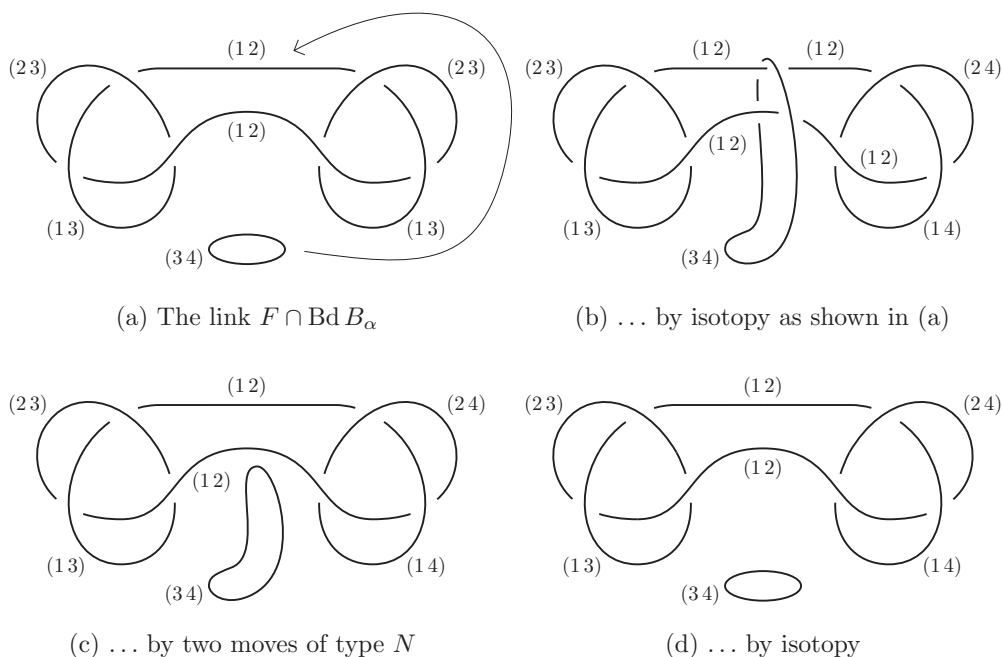 (1 2) (1 2) (1 2)
(2 3) (2 3) (2 3) (2 4)
(1 2) (1 2) (1 2)
(1 3) (1 3) (1 3) (1 4)
(3 4) (3 4)
(a) The link F ∩ Bd Bα (b) … by isotopy as shown in (a)
(1 2) (1 2)
(2 3) (2 4) (2 3) (2 4)
(1 2) (1 2)
(1 3) (1 4) (1 3) (1 4)
(3 4) (3 4)
(c) … by two moves of type N (d) … by isotopy